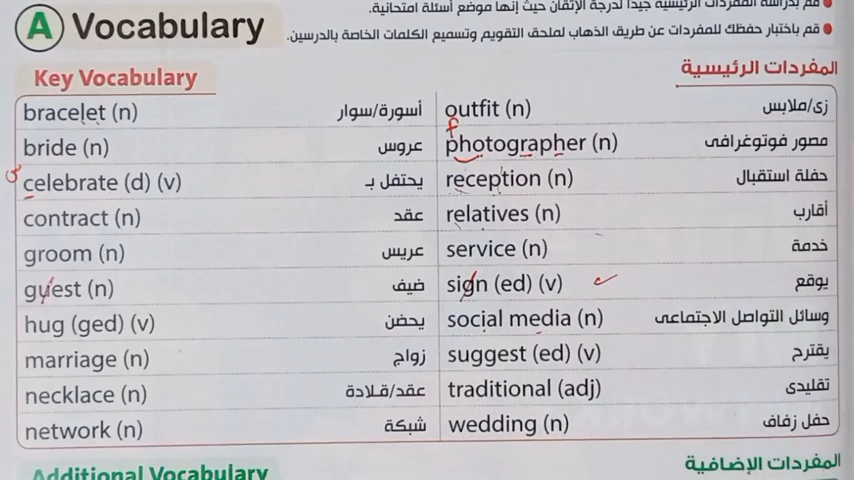 قم بدراسة المفردات الرئيسية جيدًا لدرجة الإتقان حيث إنها موضع أسئلة امتحانية.
A Vocabulary
قم باختبار حفظك للمفردات عن طريق الذهاب لملحق التقويم وتسميع الكلمات الخاصة بالدرسين.
Key Vocabulary المفردات الرئيسية
bracelet (n) أسورة/سوار outfit (n) زى/ملابس
bride (n) عروس photographer (n) مصور فوتوغرافى
celebrate (d) (v) يحتفل بـ reception (n) حفلة استقبال
contract (n) عقد relatives (n) أقارب
groom (n) عريس service (n) خدمة
guest (n) ضيف sign (ed) (v) يوقع
hug (ged) (v) يحضن social media (n) وسائل التواصل الاجتماعى
marriage (n) زواج suggest (ed) (v) يقترح
necklace (n) عقد/قلادة traditional (adj) تقليدى
network (n) شبكة wedding (n) حفل زفاف
Additional Vocabulary المفردات الإضافية